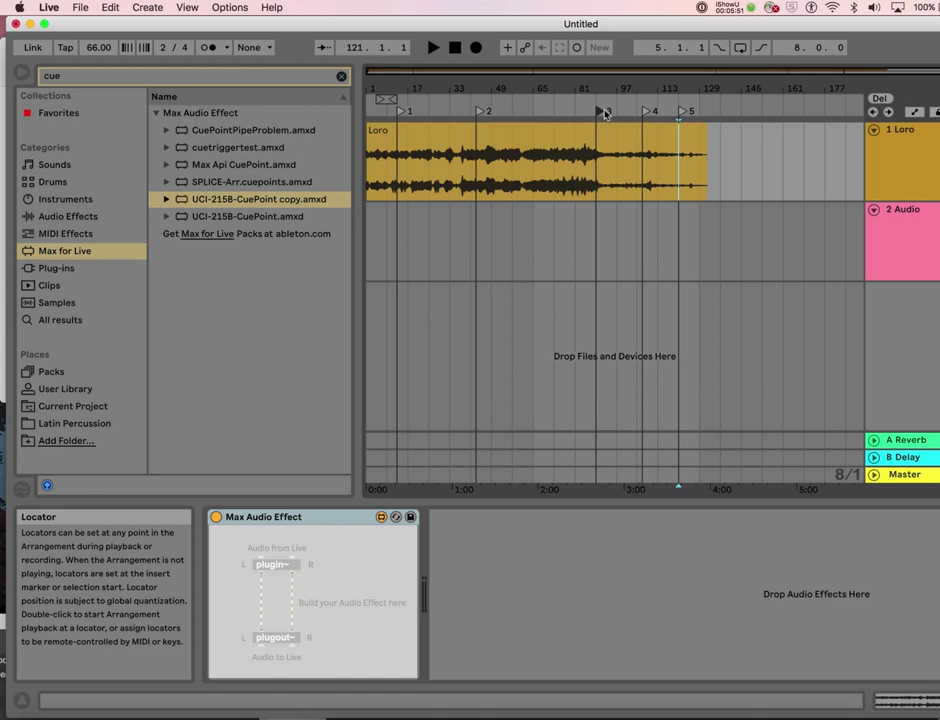 Live File Edit Create View Options Help
iShowU
00:05:51
100%
Untitled
Link Tap 66.00 2 / 4 None 121. 1. 1 New 5. 1. 1 8. 0. 0
cue
Collections
Favorites
Categories
Sounds
Drums
Instruments
Audio Effects
MIDI Effects
Max for Live
Plug-ins
Clips
Samples
All results
Places
Packs
User Library
Current Project
Latin Percussion
Add Folder...
Name
Max Audio Effect
CuePointPipeProblem.amxd
cuetriggertest.amxd
Max Api CuePoint.amxd
SPLICE-Arr.cuepoints.amxd
UCI-215B-CuePoint copy.amxd
UCI-215B-CuePoint.amxd
Get Max for Live Packs at ableton.com
1 17 33 49 65 81 97 113 129 145 161 177
1 2 3 4 5
Del
Loro
1 Loro
2 Audio
Drop Files and Devices Here
A Reverb
B Delay
8/1 Master
0:00 1:00 2:00 3:00 4:00 5:00
Locator
Locators can be set at any point in the
Arrangement during playback or
recording. When the Arrangement is not
playing, locators are set at the insert
marker or selection start. Locator
position is subject to global quantization.
Double-click to start Arrangement
playback at a locator, or assign locators
to be remote-controlled by MIDI or keys.
Max Audio Effect
Audio from Live
L plugin~ R
Build your Audio Effect here
L plugout~ R
Audio to Live
Drop Audio Effects Here